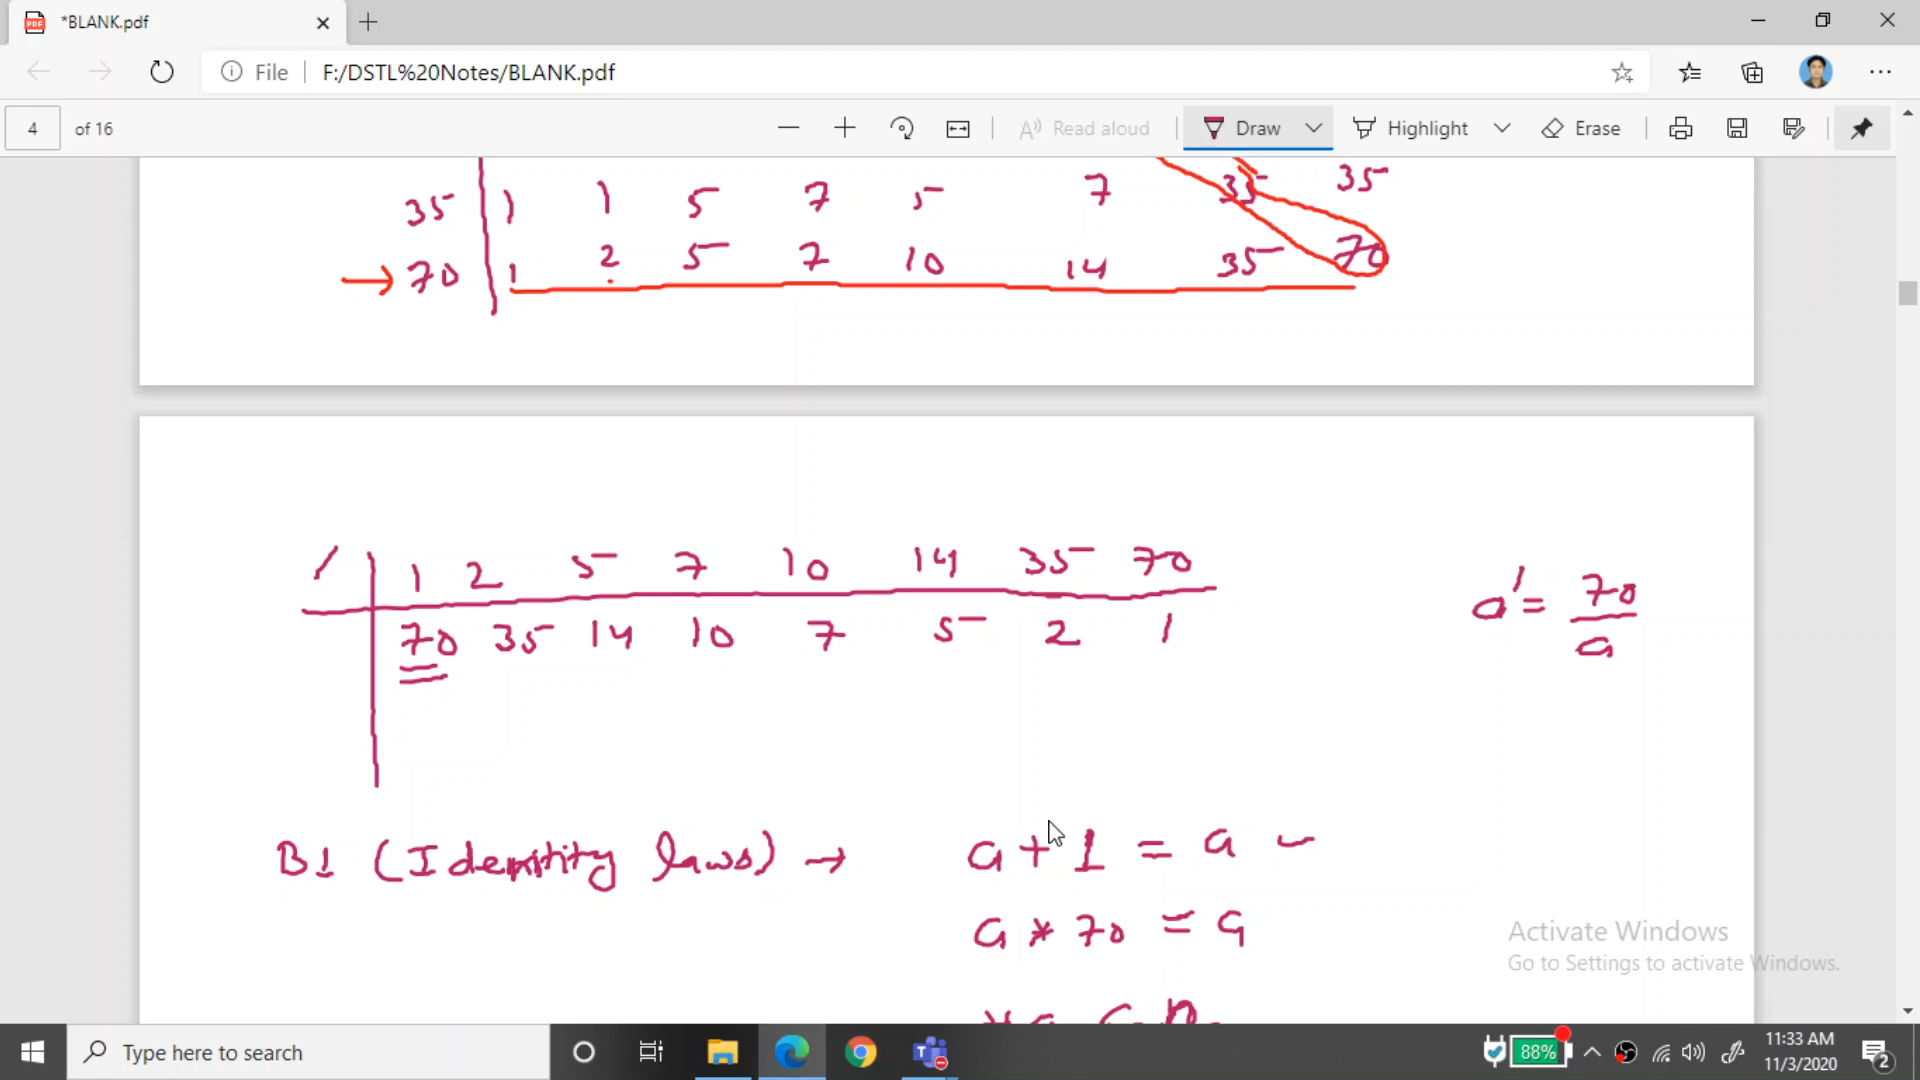 *BLANK.pdf
File F:/DSTL%20Notes/BLANK.pdf
4 of 16 Read aloud Draw Highlight Erase
35 1 1 5 7 5 7 35 35
→ 70 1 2 5 7 10 14 35 70
/ 1 2 5 7 10 14 35 70
70 35 14 10 7 5 2 1
a' = 70/a
B1 (Identity laws) → a + 1 = a
a * 70 = a
Activate Windows
Go to Settings to activate Windows.
Type here to search
88%
11:33 AM
11/3/2020
2